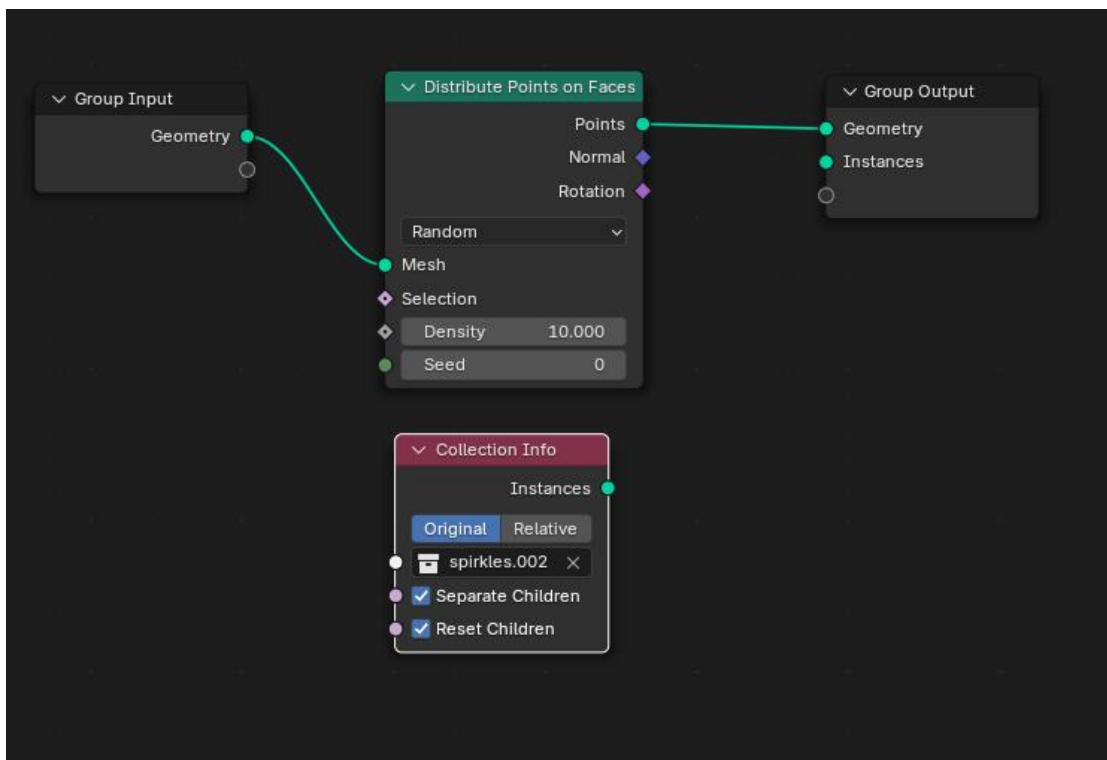 Group Input
Geometry
Distribute Points on Faces
Points
Normal
Rotation
Random
Mesh
Selection
Density 10.000
Seed 0
Group Output
Geometry
Instances
Collection Info
Instances
Original Relative
spirkles.002
Separate Children
Reset Children